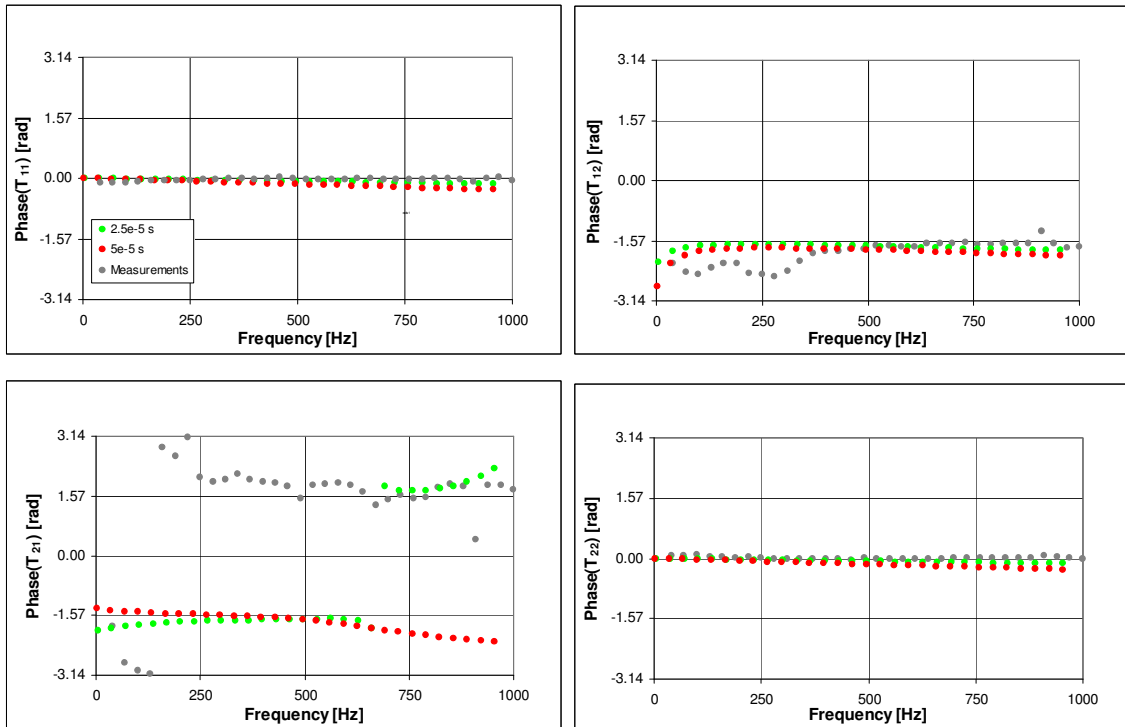 3.14
1.57
0.00
-1.57
-3.14
Phase(T 11) [rad]
2.5e-5 s
5e-5 s
Measurements
0 250 500 750 1000
Frequency [Hz]
3.14
1.57
0.00
-1.57
-3.14
Phase(T 12) [rad]
0 250 500 750 1000
Frequency [Hz]
3.14
1.57
0.00
-1.57
-3.14
Phase(T 21) [rad]
0 250 500 750 1000
Frequency [Hz]
3.14
1.57
0.00
-1.57
-3.14
Phase(T 22) [rad]
0 250 500 750 1000
Frequency [Hz]